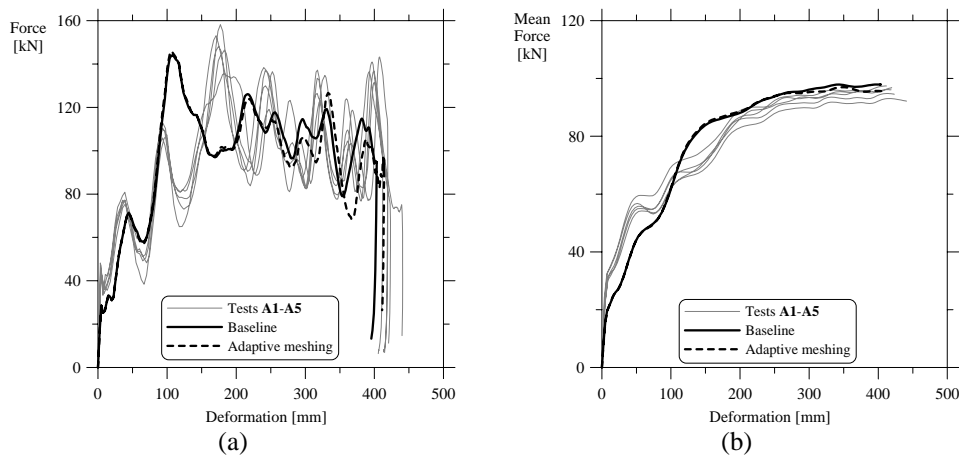 Force
[kN]
160
120
80
40
0
0
100
200
300
400
500
Deformation [mm]
Tests A1-A5
Baseline
Adaptive meshing
(a)
Mean
Force
[kN]
120
80
40
0
0
100
200
300
400
500
Deformation [mm]
Tests A1-A5
Baseline
Adaptive meshing
(b)